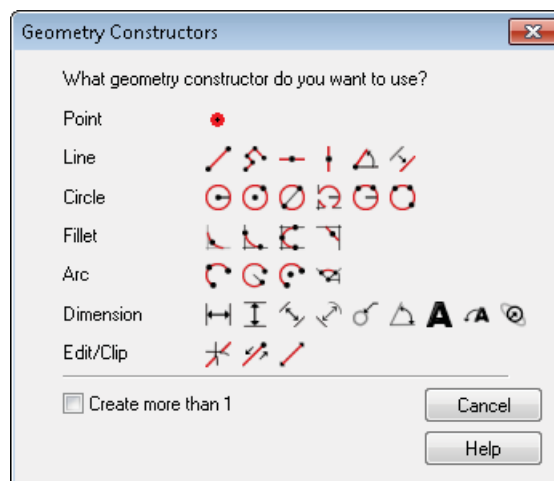 Geometry Constructors
What geometry constructor do you want to use?
Point
Line
Circle
Fillet
Arc
Dimension A A
Edit/Clip
Create more than 1
Cancel
Help